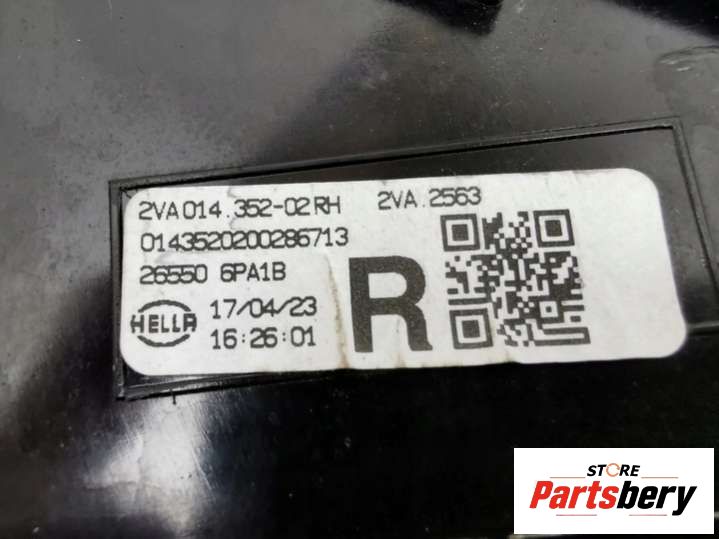 2VA014.352-02RH 2VA.2563
0143520200286713
26550 6PA1B
HELLA 17/04/23
16:26:01
R
STORE
Partsbery